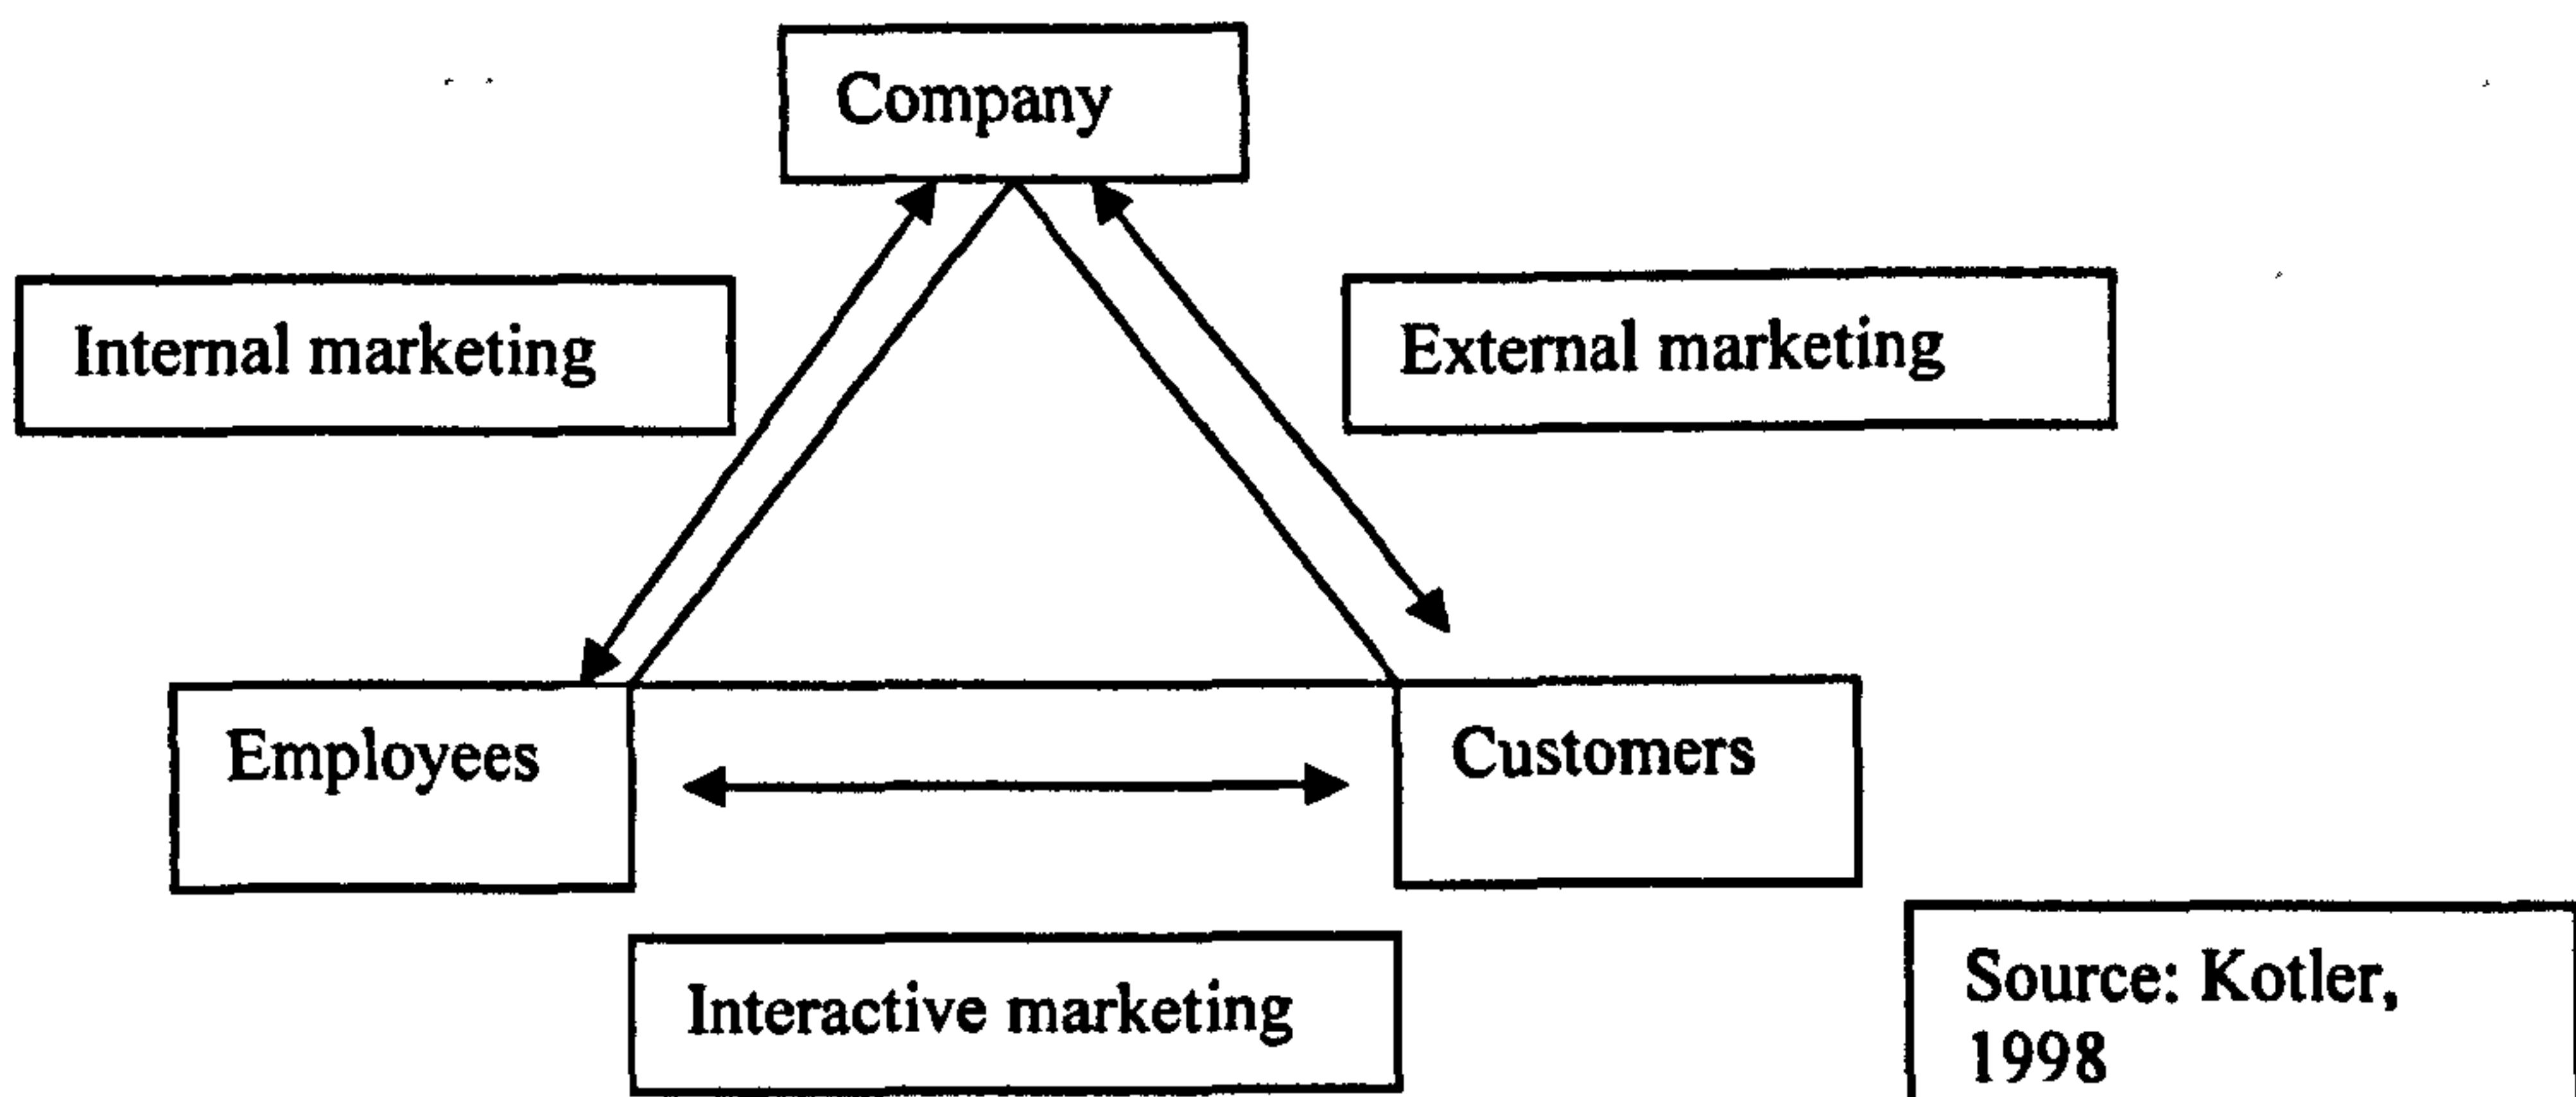 Company
Internal marketing
External marketing
Employees
Customers
Interactive marketing
Source: Kotler,
1998